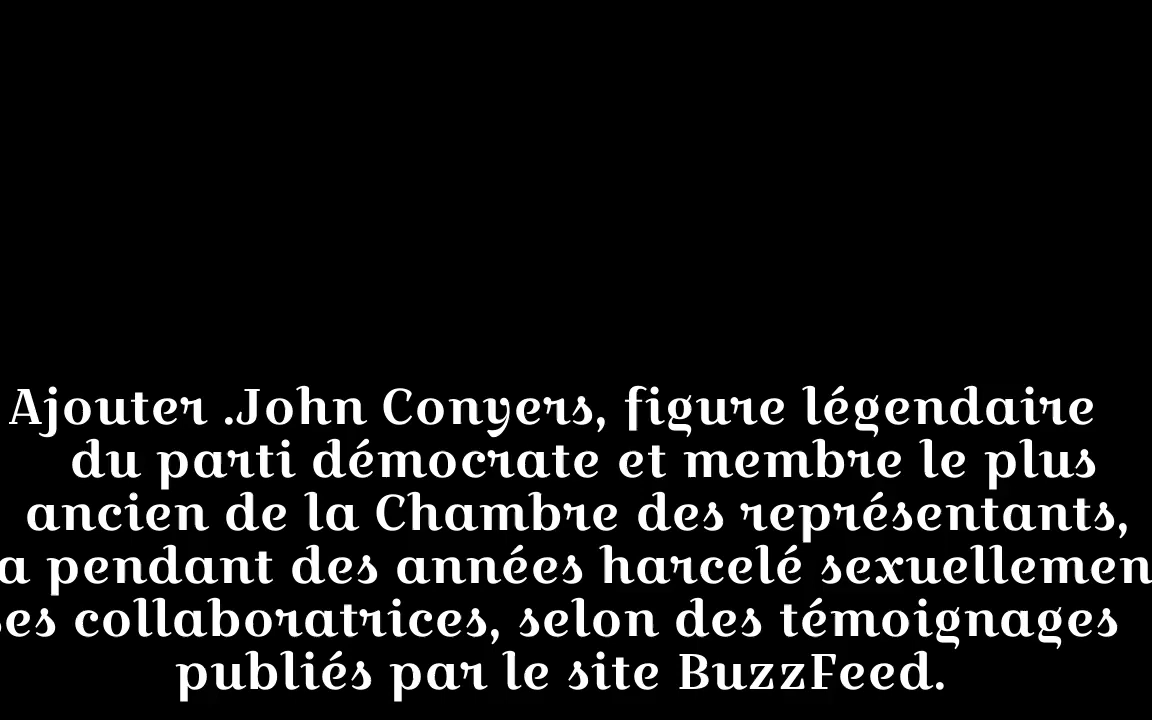 Ajouter .John Conyers, figure légendaire
du parti démocrate et membre le plus
ancien de la Chambre des représentants,
a pendant des années harcelé sexuellemen
es collaboratrices, selon des témoignages
publiés par le site BuzzFeed.